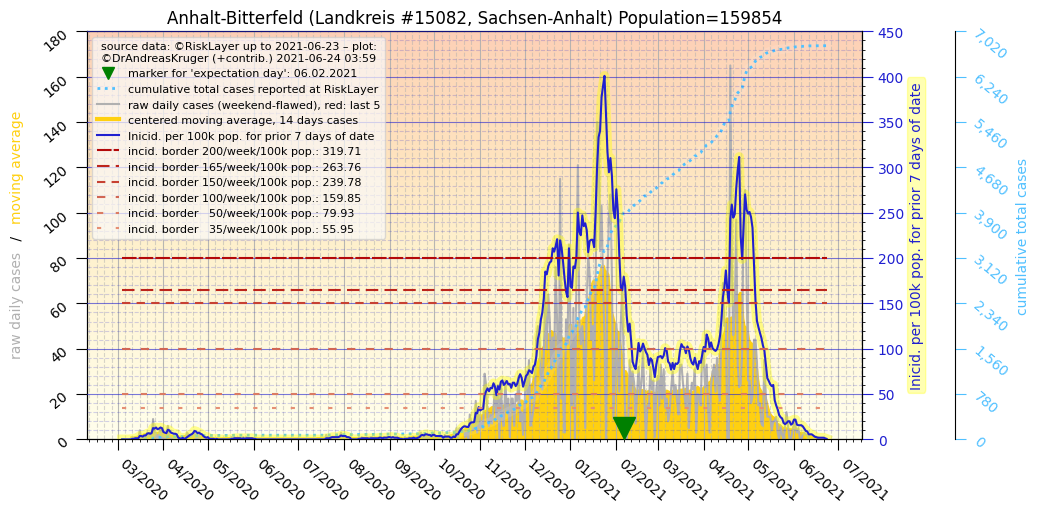 Anhalt-Bitterfeld (Landkreis #15082, Sachsen-Anhalt) Population=159854
source data: ©RiskLayer up to 2021-06-23 – plot:
©DrAndreasKruger (+contrib.) 2021-06-24 03:59
marker for 'expectation day': 06.02.2021
cumulative total cases reported at RiskLayer
raw daily cases (weekend-flawed), red: last 5
centered moving average, 14 days cases
Inicid. per 100k pop. for prior 7 days of date
incid. border 200/week/100k pop.: 319.71
incid. border 165/week/100k pop.: 263.76
incid. border 150/week/100k pop.: 239.78
incid. border 100/week/100k pop.: 159.85
incid. border 50/week/100k pop.: 79.93
incid. border 35/week/100k pop.: 55.95
raw daily cases / moving average
180
160
140
120
100
80
60
40
20
0
450
400
350
300
250
200
150
100
50
0
Inicid. per 100k pop. for prior 7 days of date
7,020
6,240
5,460
4,680
3,900
3,120
2,340
1,560
780
0
cumulative total cases
03/2020
04/2020
05/2020
06/2020
07/2020
08/2020
09/2020
10/2020
11/2020
12/2020
01/2021
02/2021
03/2021
04/2021
05/2021
06/2021
07/2021